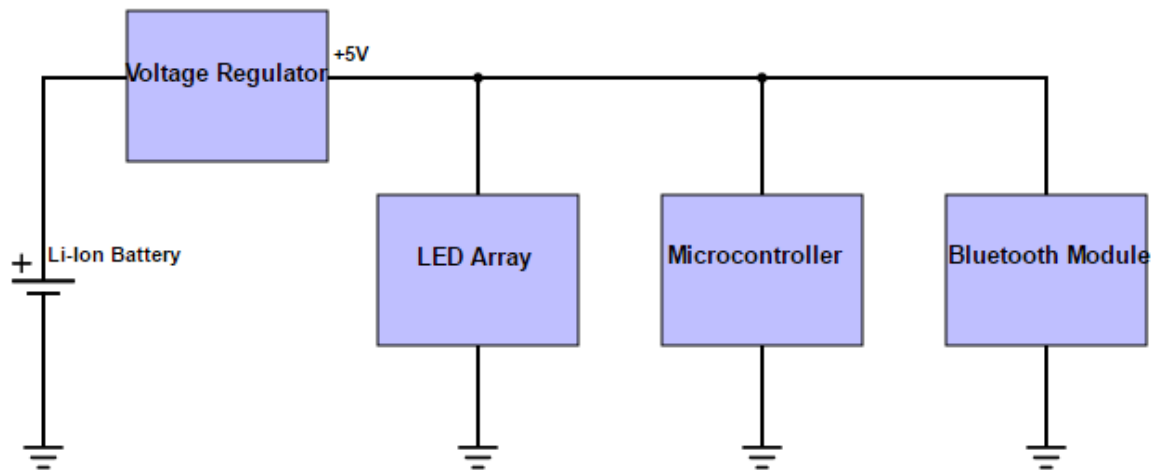 Voltage Regulator
+5V
Li-Ion Battery
+
LED Array
Microcontroller
Bluetooth Module